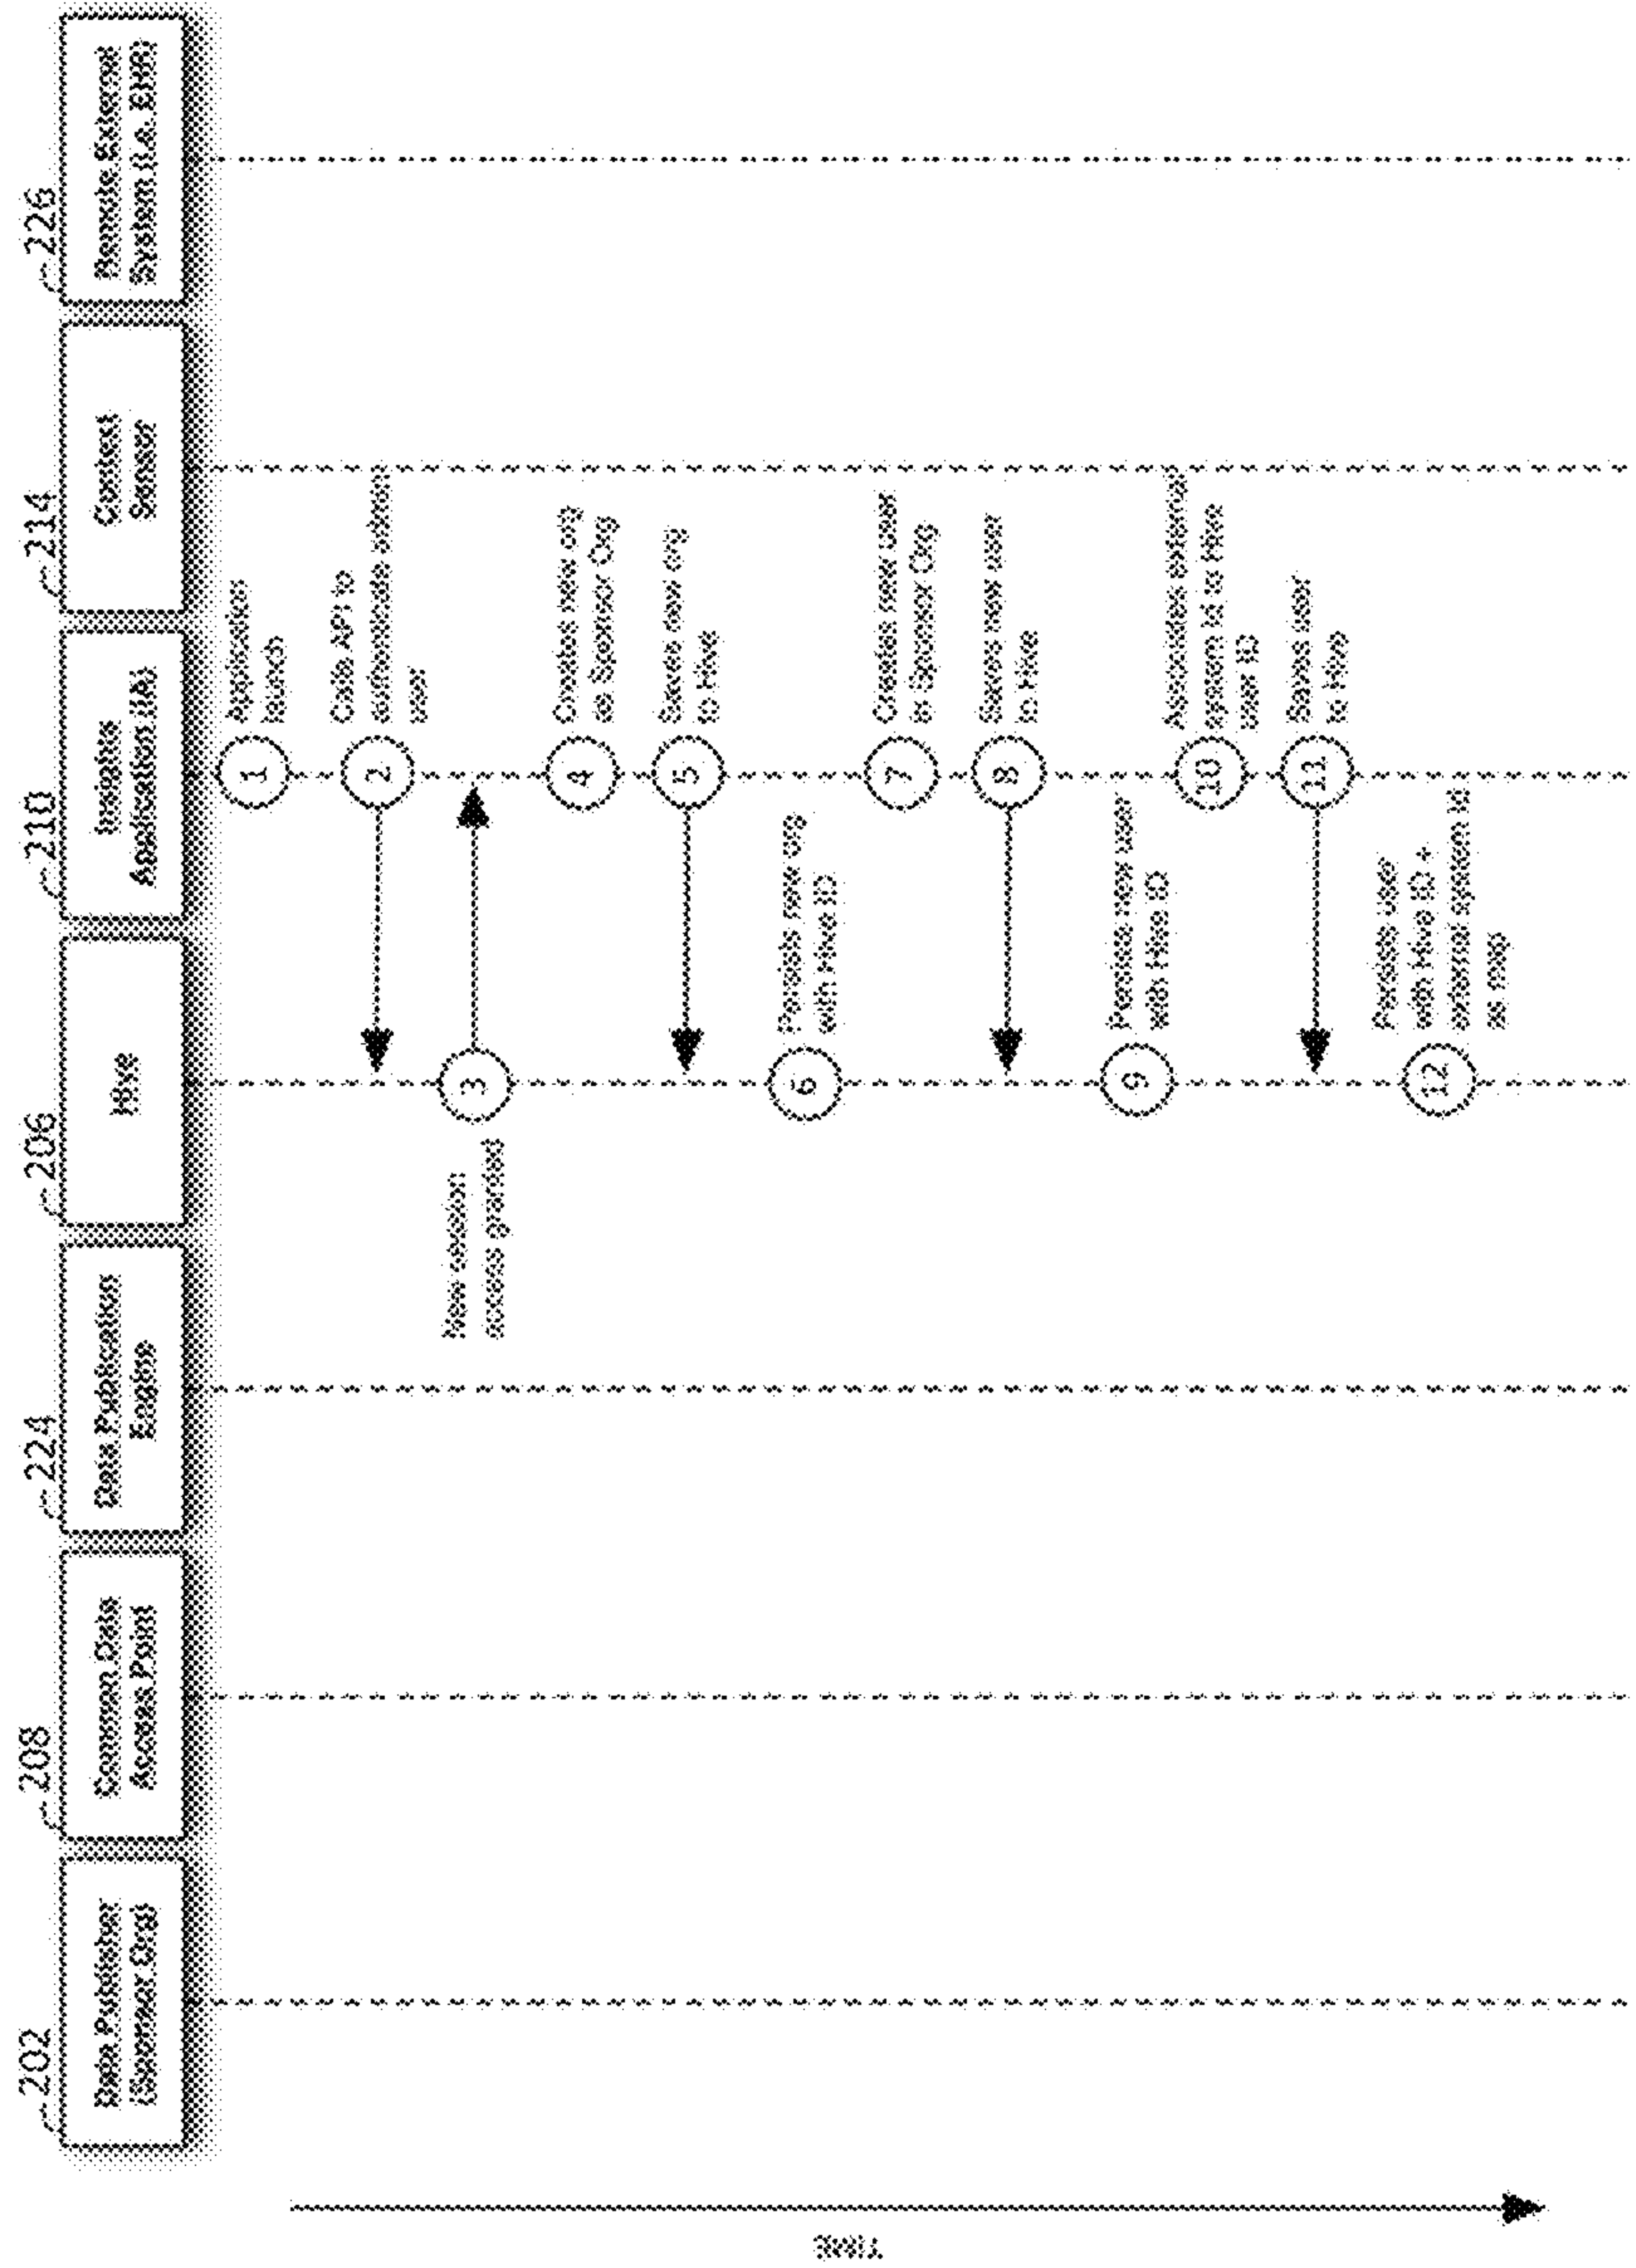 202
Data Publisher
(Sponsor Org)
208
Common Data
Access Point
224
Data Publication
Engine
206
Hive
210
Insights
Application (IA)
214
Context
Sensor
226
Remote External
System (i.e. EHR)
TIME
1
Application
launch
2
Calls API to
authenticate admin
user
3
New session
access granted
4
Creates new org
as Sponsor Org
5
Saves new org
to Hive
6
Persists new org
with Hive ID
7
Creates new user
in Sponsor Org
8
Saves new user
to Hive
9
Persists new user
with Hive ID
10
Associates external
system id to Hive
user ID
11
Saves user
to Hive
12
Persists user
with Hive ID +
external system id
as map